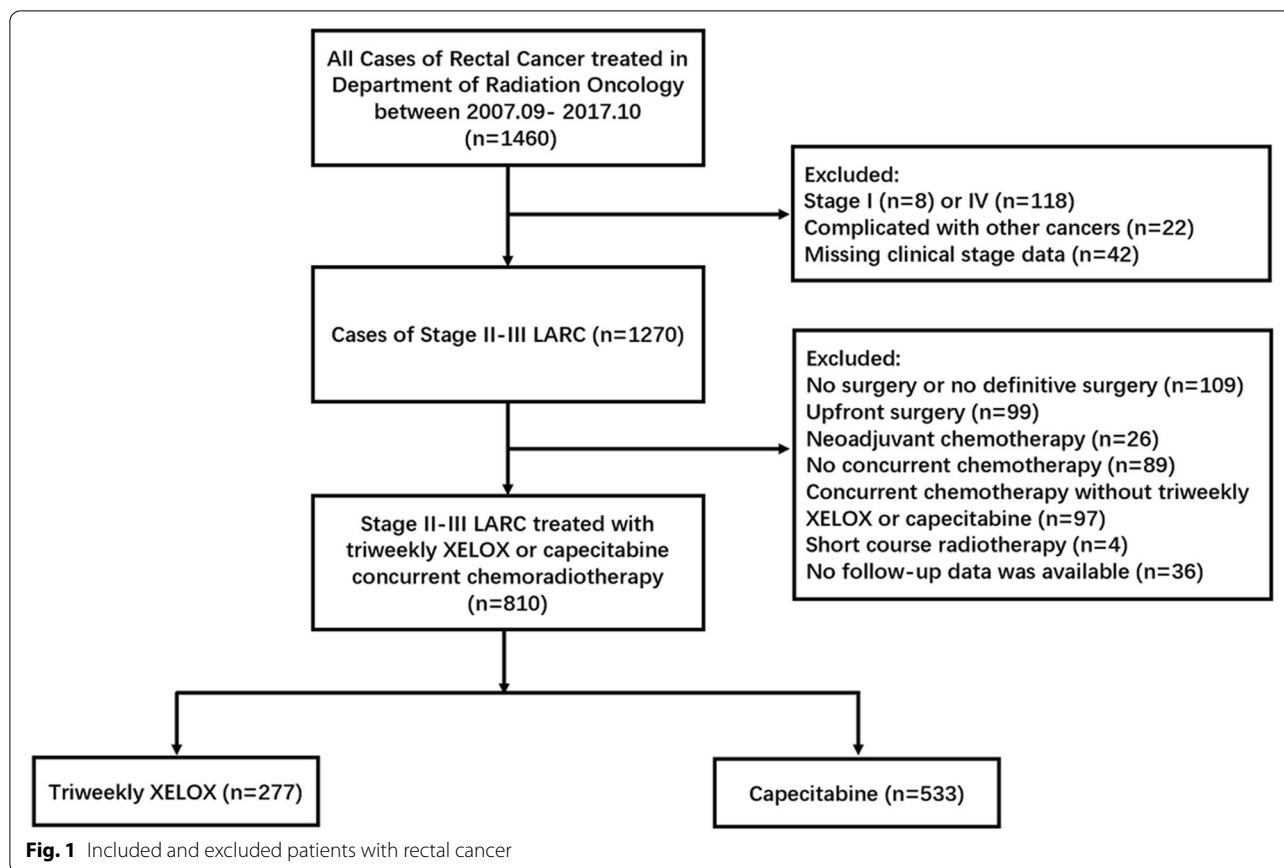 All Cases of Rectal Cancer treated in
Department of Radiation Oncology
between 2007.09- 2017.10
(n=1460)
Excluded:
Stage I (n=8) or IV (n=118)
Complicated with other cancers (n=22)
Missing clinical stage data (n=42)
Cases of Stage II-III LARC (n=1270)
Excluded:
No surgery or no definitive surgery (n=109)
Upfront surgery (n=99)
Neoadjuvant chemotherapy (n=26)
No concurrent chemotherapy (n=89)
Concurrent chemotherapy without triweekly
XELOX or capecitabine (n=97)
Short course radiotherapy (n=4)
No follow-up data was available (n=36)
Stage II-III LARC treated with
triweekly XELOX or capecitabine
concurrent chemoradiotherapy
(n=810)
Triweekly XELOX (n=277)
Capecitabine (n=533)
Fig. 1 Included and excluded patients with rectal cancer